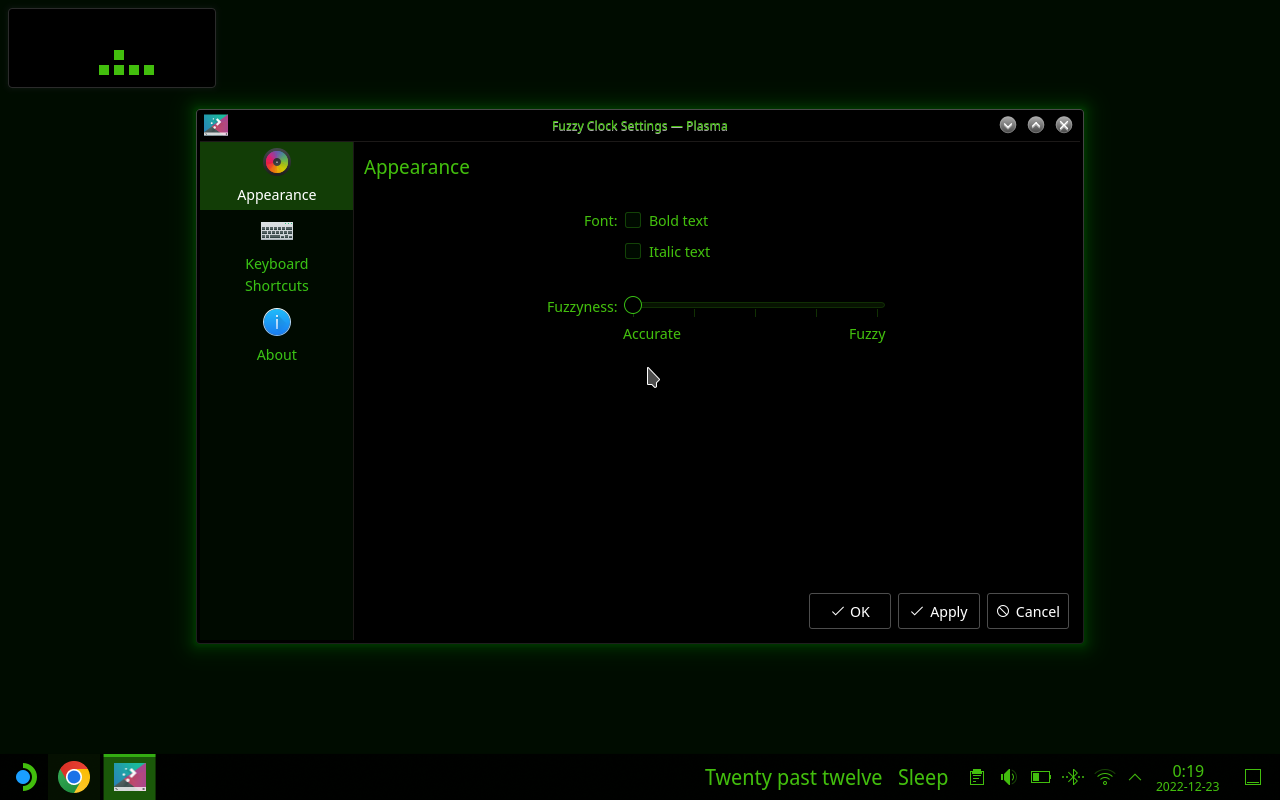 Fuzzy Clock Settings — Plasma
Appearance
Keyboard
Shortcuts
About
Appearance
Font:
Bold text
Italic text
Fuzzyness:
Accurate
Fuzzy
OK
Apply
Cancel
Twenty past twelve
Sleep
0:19
2022-12-23